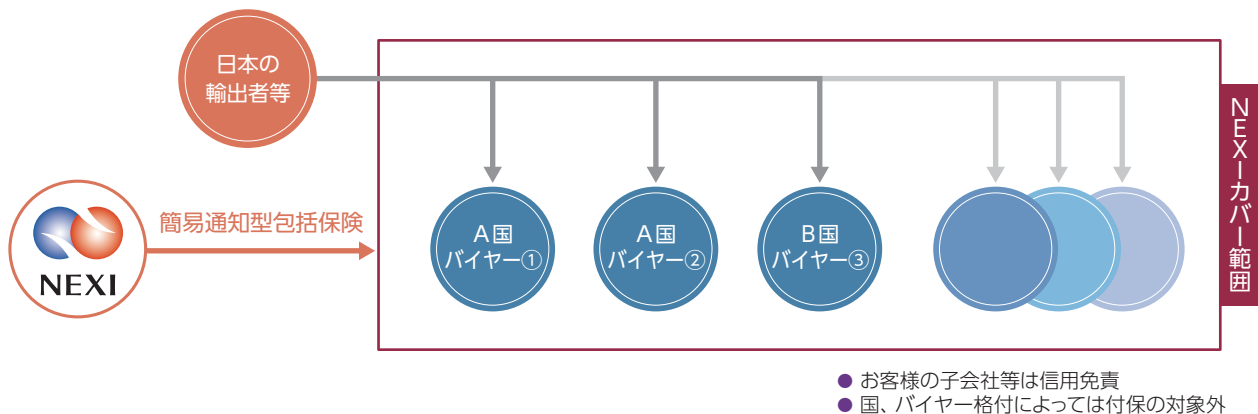 日本の
輸出者等
NEXI
簡易通知型包括保険
A国
バイヤー①
A国
バイヤー②
B国
バイヤー③
NEXIカバー範囲
● お客様の子会社等は信用免責
● 国、バイヤー格付によっては付保の対象外